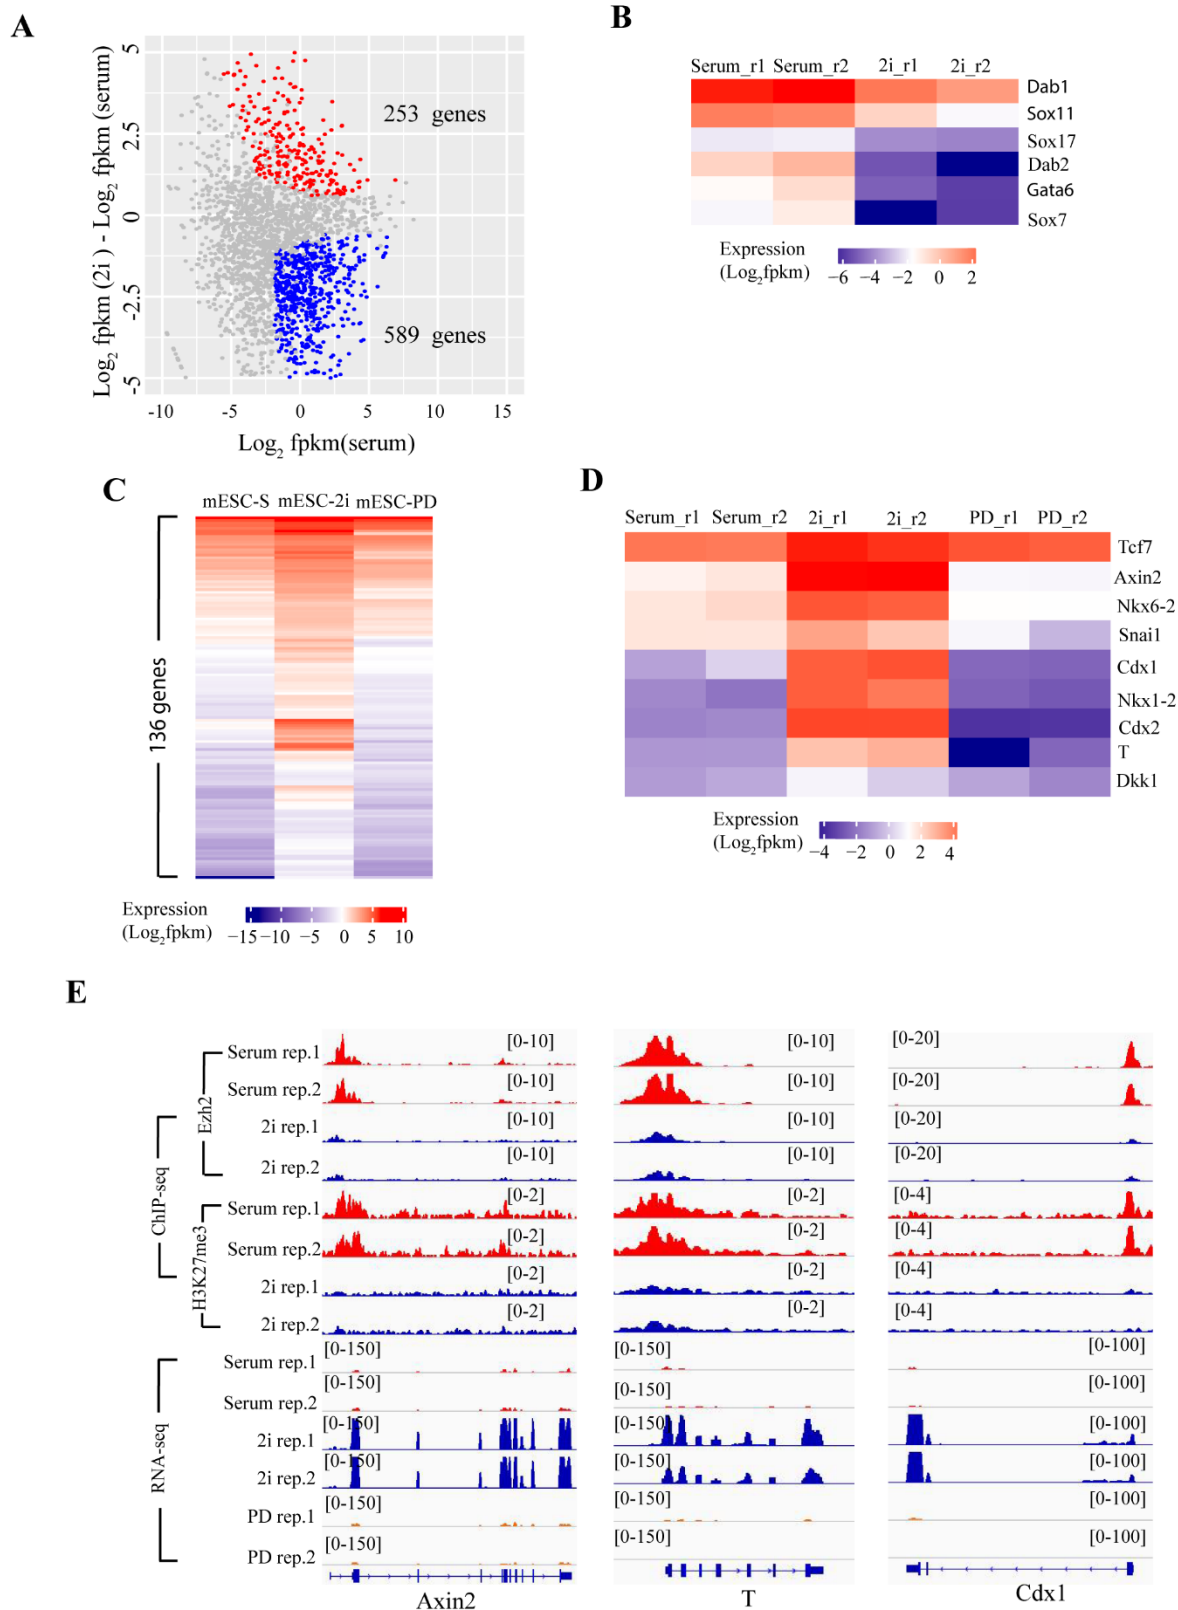 A
Log2 fpkm (2i ) - Log2 fpkm (serum)
5
2.5
0
-2.5
-5
253 genes
589 genes
-10 -5 0 5 10 15
Log2 fpkm(serum)
B
Serum_r1 Serum_r2 2i_r1 2i_r2
Dab1
Sox11
Sox17
Dab2
Gata6
Sox7
Expression
(Log2fpkm)
−6 −4 −2 0 2
C
mESC-S mESC-2i mESC-PD
136 genes
Expression
(Log2fpkm)
−15 −10 −5 0 5 10
D
Serum_r1 Serum_r2 2i_r1 2i_r2 PD_r1 PD_r2
Tcf7
Axin2
Nkx6-2
Snai1
Cdx1
Nkx1-2
Cdx2
T
Dkk1
Expression
(Log2fpkm)
−4 −2 0 2 4
E
ChIP-seq
Ezh2
Serum rep.1 [0-10] [0-10] [0-20]
Serum rep.2 [0-10] [0-10] [0-20]
2i rep.1 [0-10] [0-10] [0-20]
2i rep.2 [0-10] [0-10] [0-20]
H3K27me3
Serum rep.1 [0-2] [0-2] [0-4]
Serum rep.2 [0-2] [0-2] [0-4]
2i rep.1 [0-2] [0-2] [0-4]
2i rep.2 [0-2] [0-2] [0-4]
RNA-seq
Serum rep.1 [0-150] [0-150] [0-100]
Serum rep.2 [0-150] [0-150] [0-100]
2i rep.1 [0-150] [0-150] [0-100]
2i rep.2 [0-150] [0-150] [0-100]
PD rep.1 [0-150] [0-150] [0-100]
PD rep.2 [0-150] [0-150] [0-100]
Axin2 T Cdx1